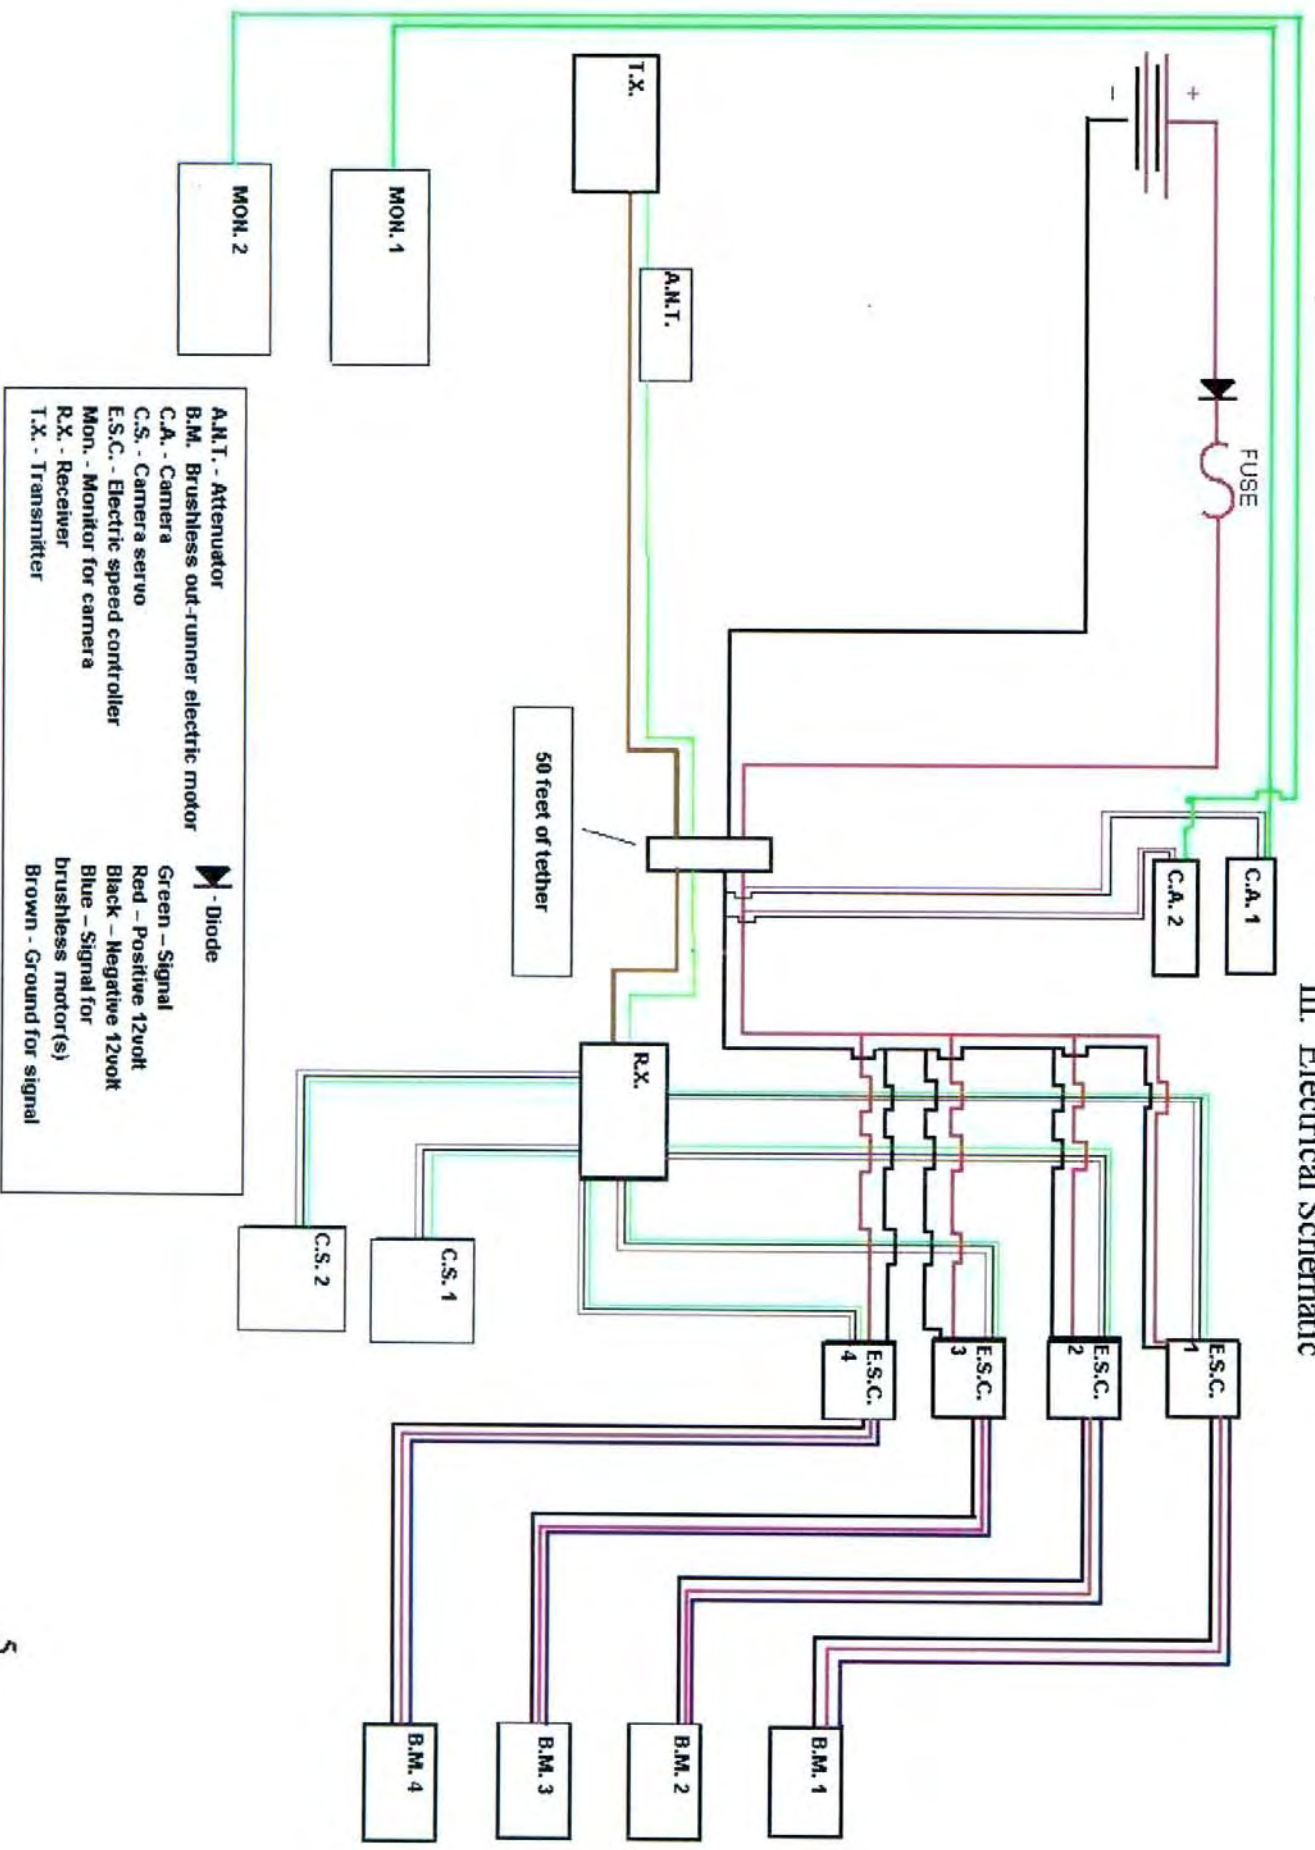 III. Electrical Schematic
+
-
FUSE
C.A. 1
C.A. 2
T.X.
A.N.T.
MON. 1
MON. 2
50 feet of tether
R.X.
C.S. 1
C.S. 2
E.S.C.
1
E.S.C.
2
E.S.C.
3
E.S.C.
4
B.M. 1
B.M. 2
B.M. 3
B.M. 4
A.N.T. - Attenuator
B.M. Brushless out-runner electric motor
C.A. - Camera
C.S. - Camera servo
E.S.C. - Electric speed controller
Mon. - Monitor for camera
R.X. - Receiver
T.X. - Transmitter
- Diode
Green – Signal
Red – Positive 12volt
Black – Negative 12volt
Blue – Signal for
brushless motor(s)
Brown - Ground for signal
5